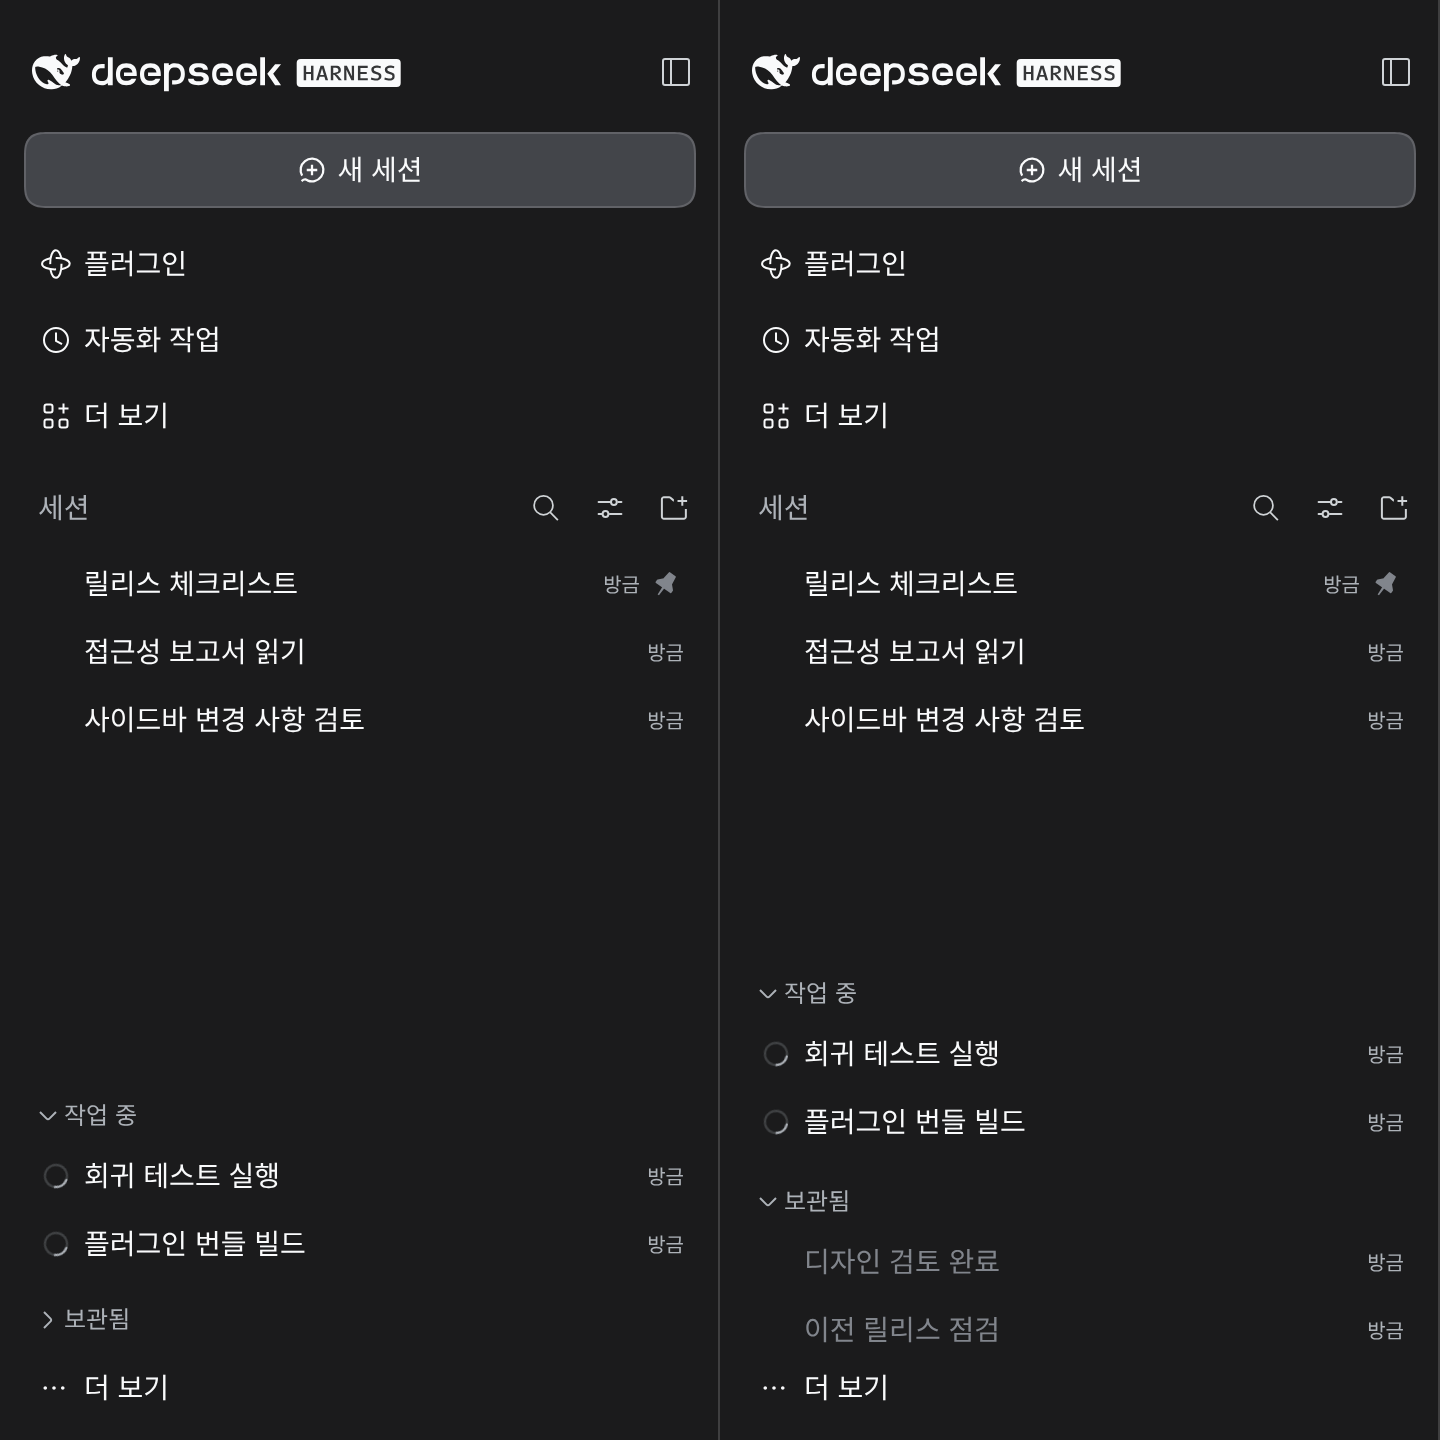 deepseek HARNESS
새 세션
플러그인
자동화 작업
더 보기
세션
릴리스 체크리스트 방금
접근성 보고서 읽기 방금
사이드바 변경 사항 검토 방금
작업 중
회귀 테스트 실행 방금
플러그인 번들 빌드 방금
보관됨
더 보기
deepseek HARNESS
새 세션
플러그인
자동화 작업
더 보기
세션
릴리스 체크리스트 방금
접근성 보고서 읽기 방금
사이드바 변경 사항 검토 방금
작업 중
회귀 테스트 실행 방금
플러그인 번들 빌드 방금
보관됨
디자인 검토 완료 방금
이전 릴리스 점검 방금
더 보기